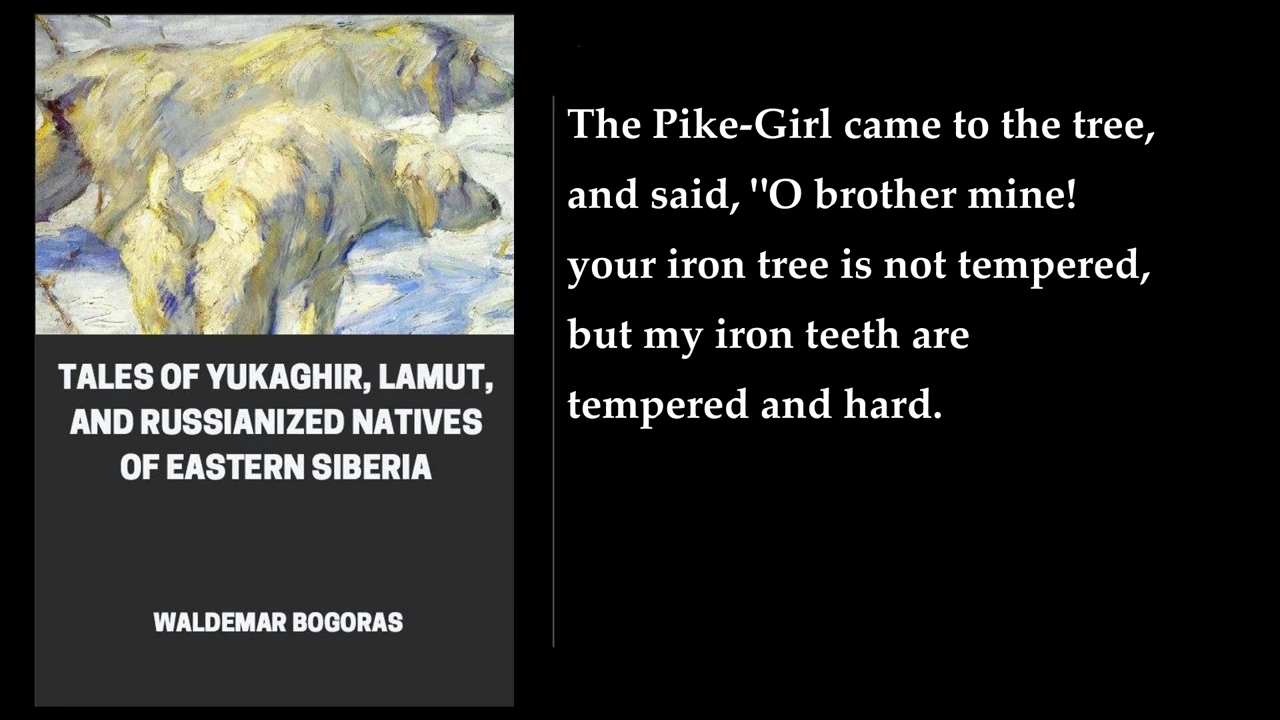 TALES OF YUKAGHIR, LAMUT,
AND RUSSIANIZED NATIVES
OF EASTERN SIBERIA
WALDEMAR BOGORAS
The Pike-Girl came to the tree,
and said, "O brother mine!
your iron tree is not tempered,
but my iron teeth are
tempered and hard.